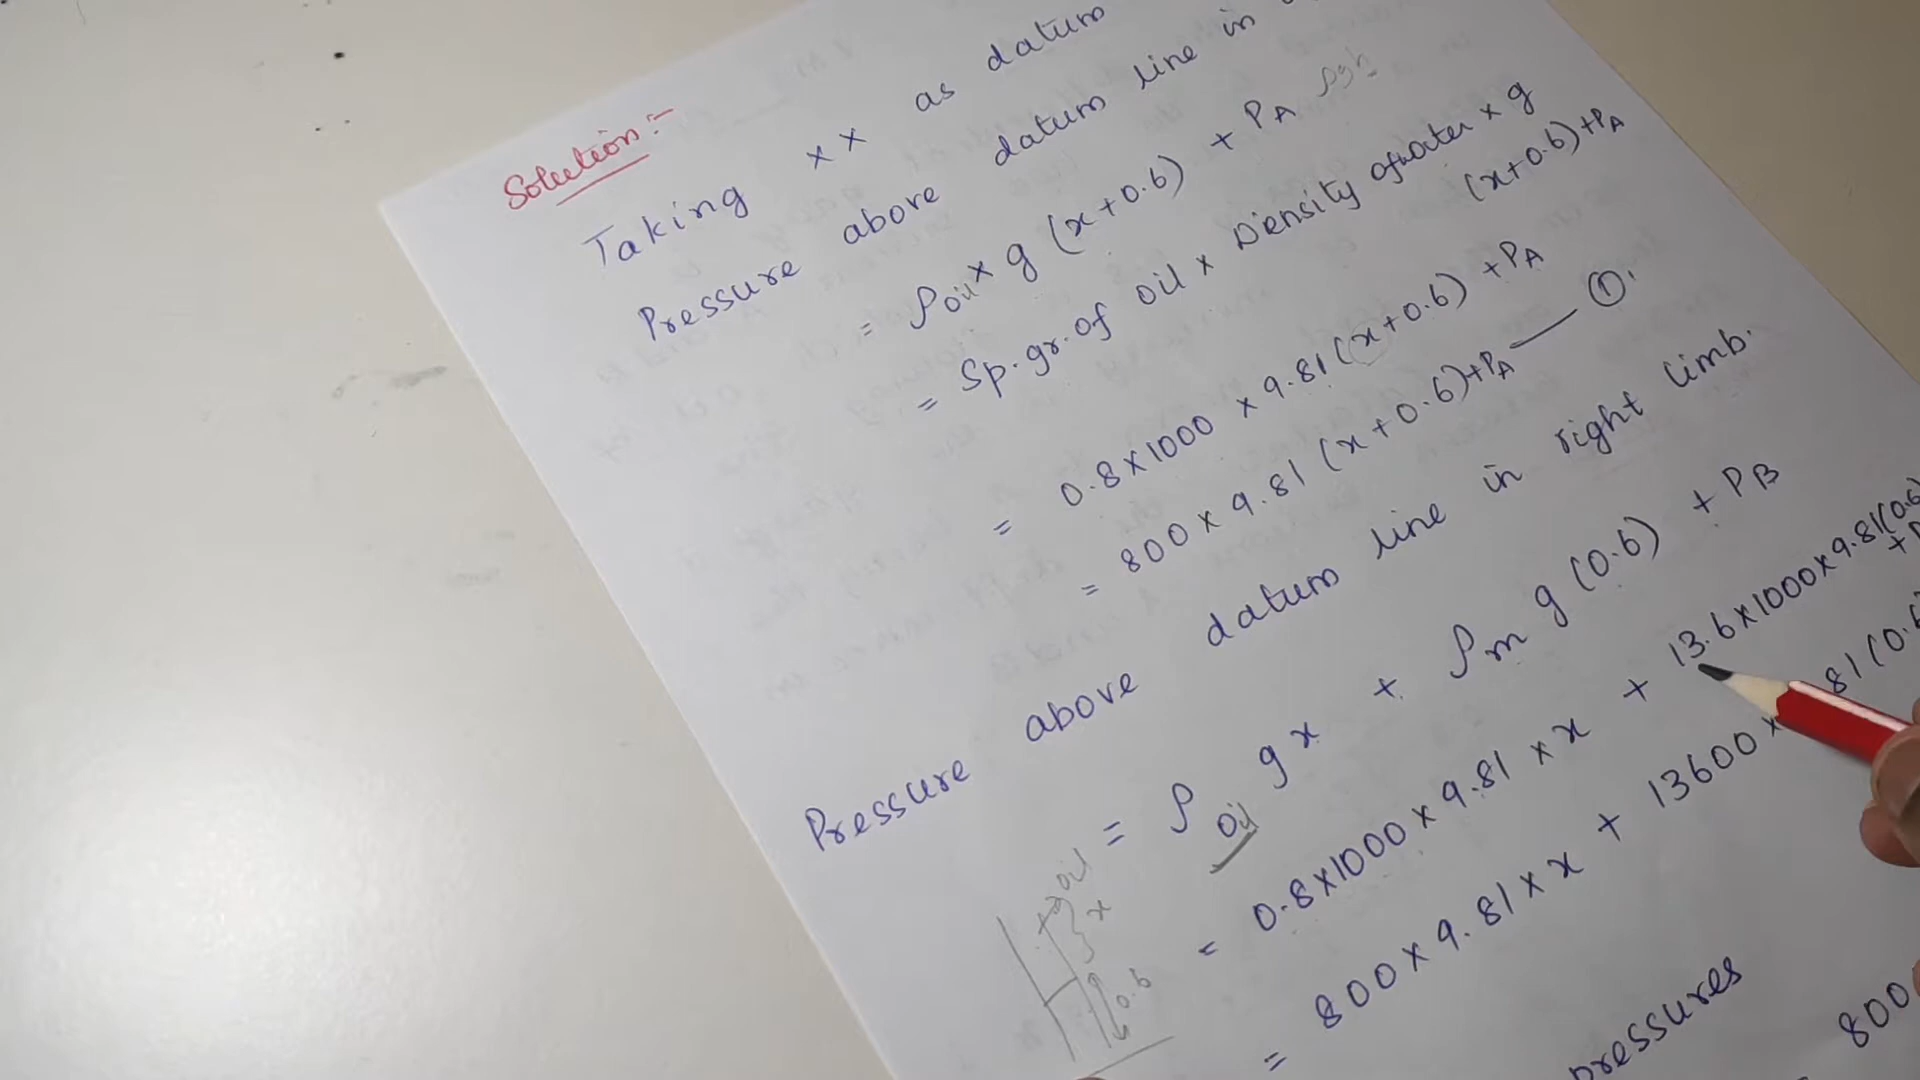 Solution:-
Taking x x as datum
Pressure above datum line in
= ρoil × g (x+0.6) + PA ρgh
= Sp. gr. of oil × Density of water × g
(x+0.6)+PA
= 0.8×1000 × 9.81 (x+0.6) +PA
= 800 × 9.81 (x+0.6)+PA — ①.
Pressure above datum line in right limb.
= ρoil g x + ρm g (0.6) + PB
= 0.8×1000 × 9.81 × x + 13.6×1000×9.81(0.6)
+
= 800 × 9.81 × x + 13600 × 81 (0.6
pressures
800
oil
x
0.6